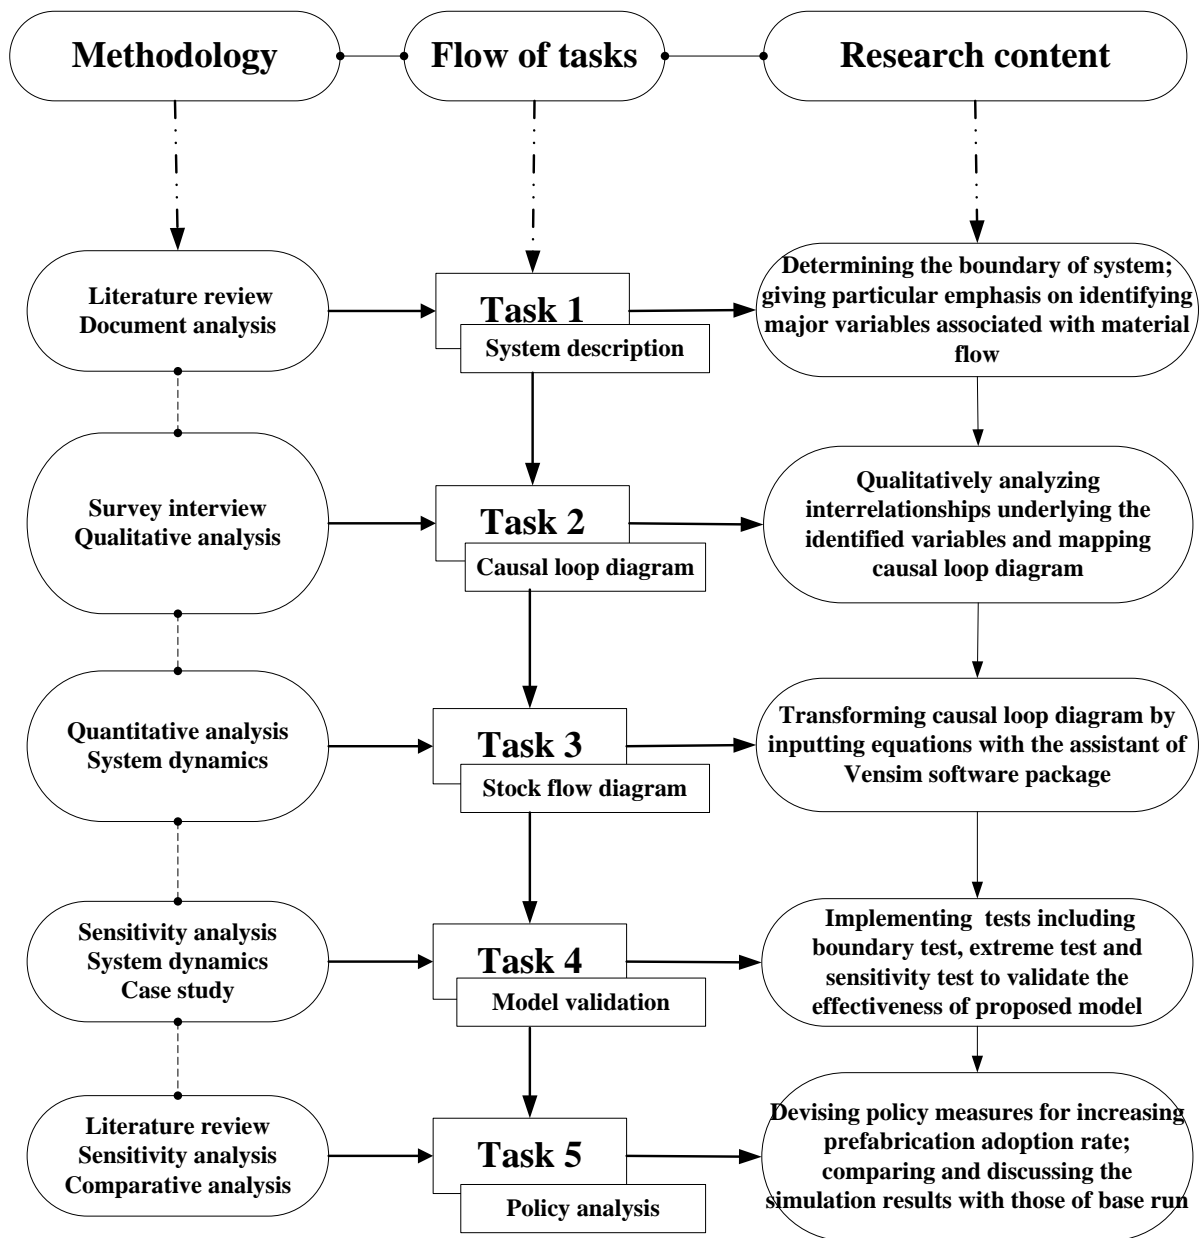 Methodology
Flow of tasks
Research content
Literature review
Document analysis
Task 1
System description
Determining the boundary of system;
giving particular emphasis on identifying
major variables associated with material
flow
Survey interview
Qualitative analysis
Task 2
Causal loop diagram
Qualitatively analyzing
interrelationships underlying the
identified variables and mapping
causal loop diagram
Quantitative analysis
System dynamics
Task 3
Stock flow diagram
Transforming causal loop diagram by
inputting equations with the assistant of
Vensim software package
Sensitivity analysis
System dynamics
Case study
Task 4
Model validation
Implementing tests including
boundary test, extreme test and
sensitivity test to validate the
effectiveness of proposed model
Literature review
Sensitivity analysis
Comparative analysis
Task 5
Policy analysis
Devising policy measures for increasing
prefabrication adoption rate;
comparing and discussing the
simulation results with those of base run